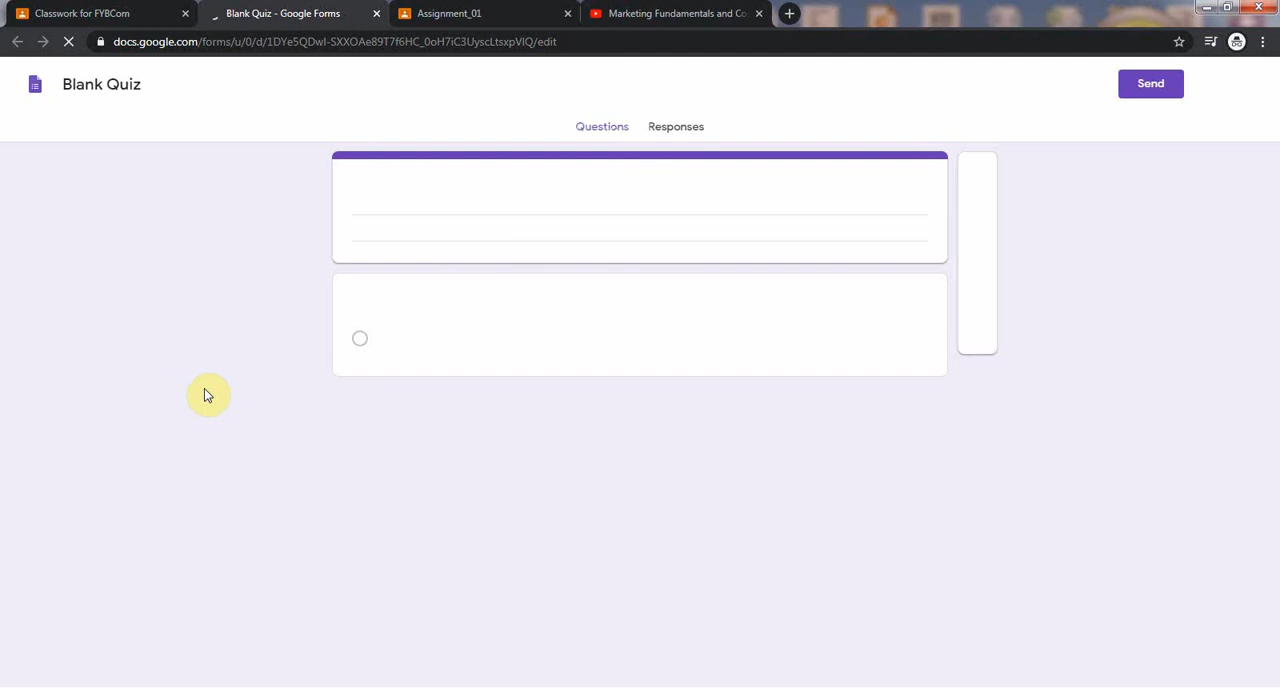 Classwork for FYBCom
Blank Quiz - Google Forms
Assignment_01
Marketing Fundamentals and Co
docs.google.com/forms/u/0/d/1DYe5QDwI-SXXOAe89T7f6HC_0oH7iC3UyscLtsxpVIQ/edit
Blank Quiz
Send
Questions
Responses